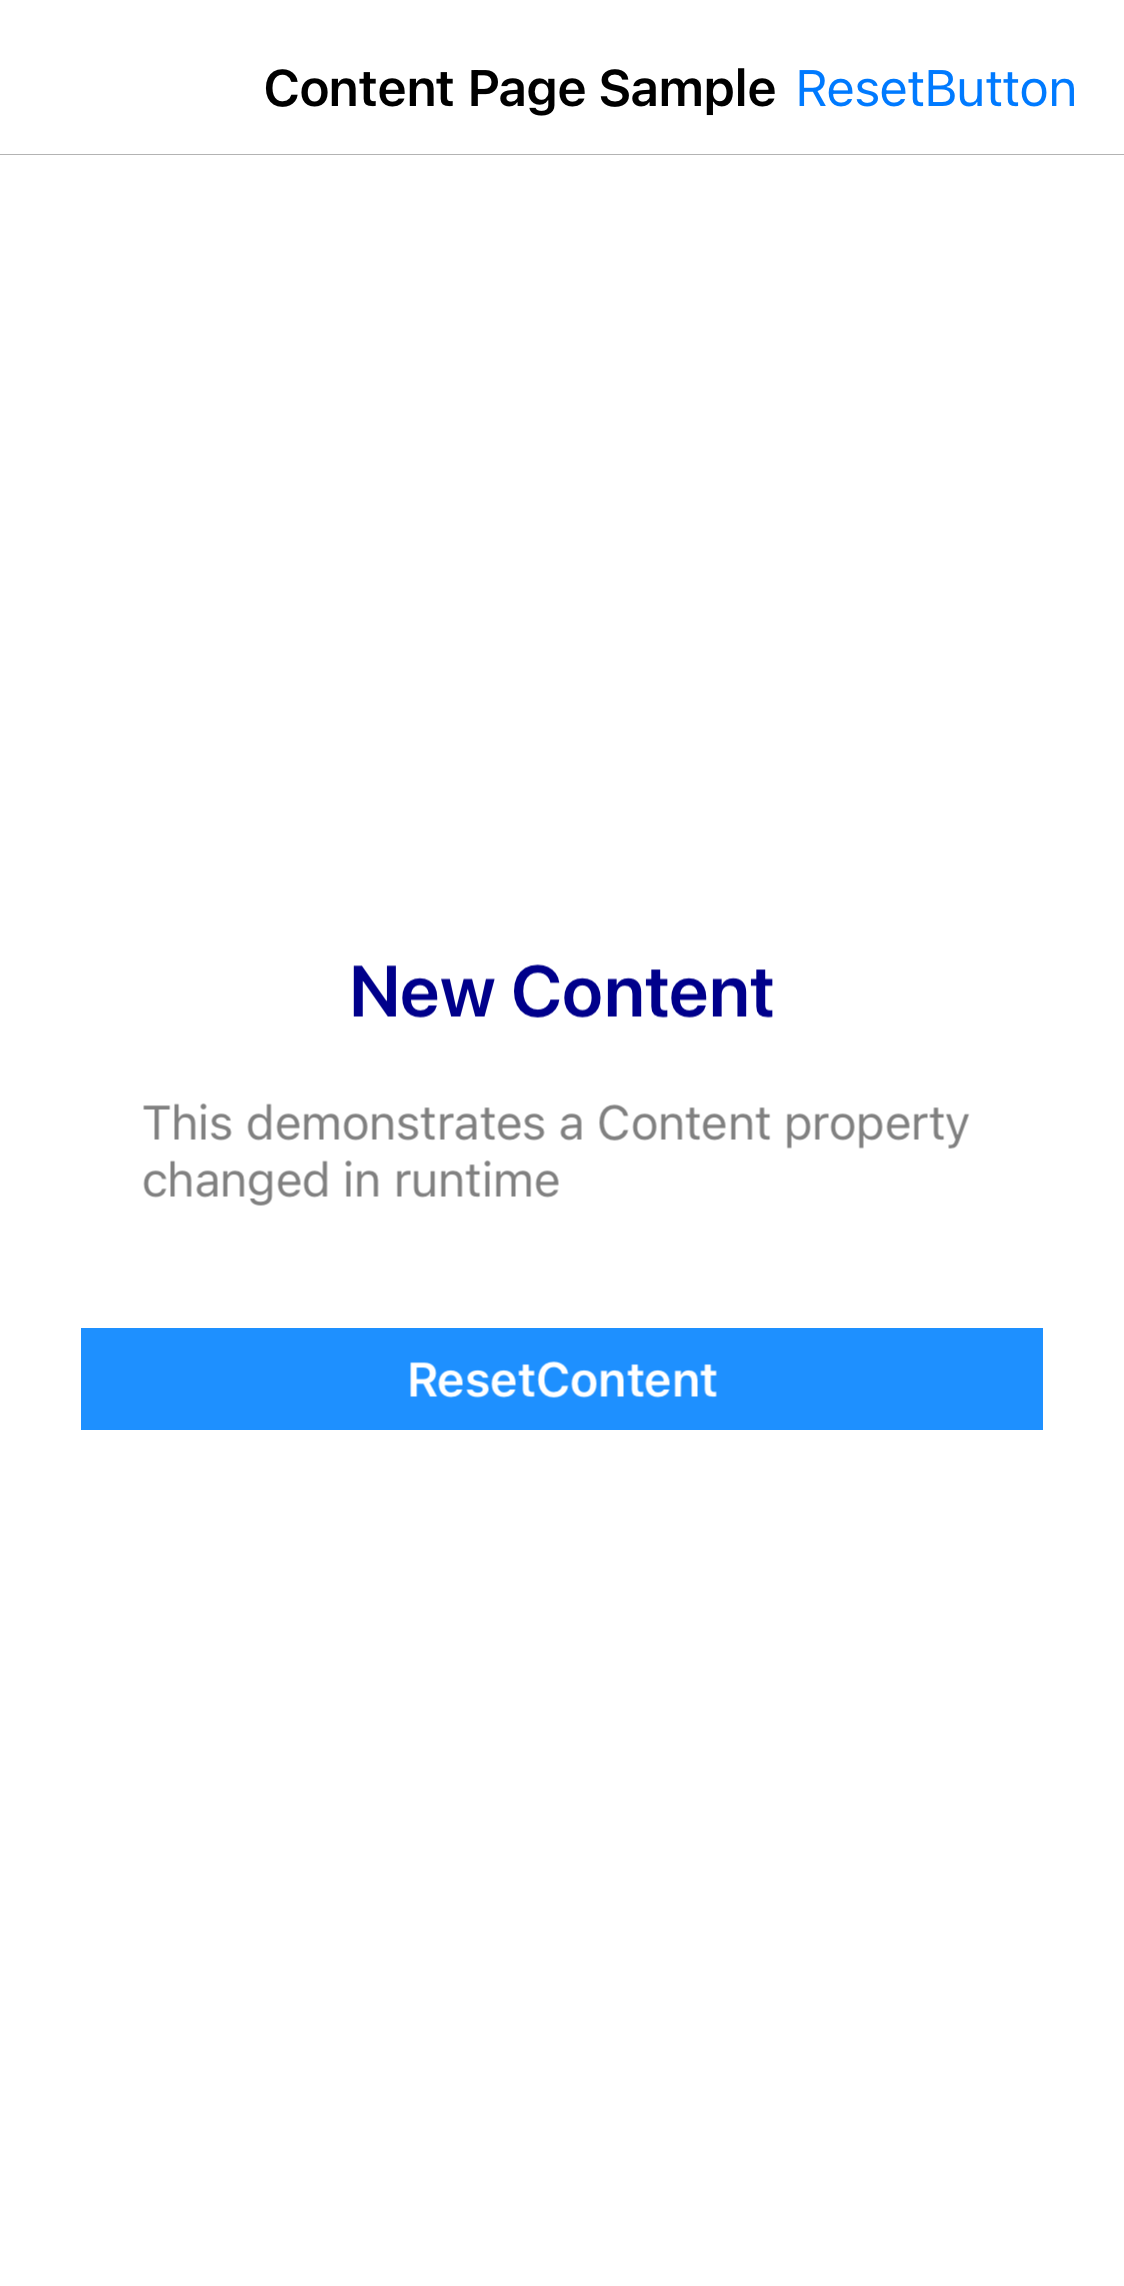 Content Page Sample ResetButton
New Content
This demonstrates a Content property
changed in runtime
ResetContent